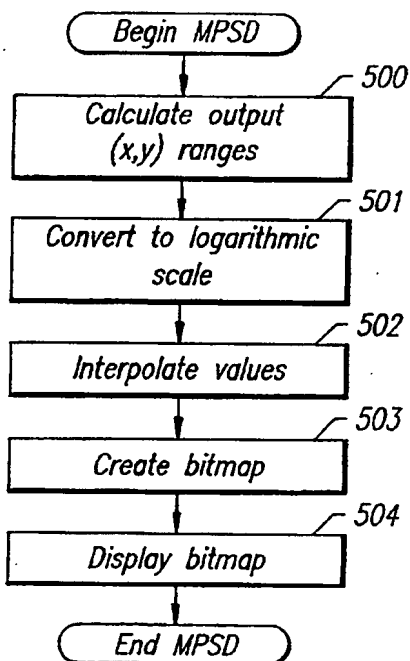 Begin MPSD
500
Calculate output
(x,y) ranges
501
Convert to logarithmic
scale
502
Interpolate values
503
Create bitmap
504
Display bitmap
End MPSD